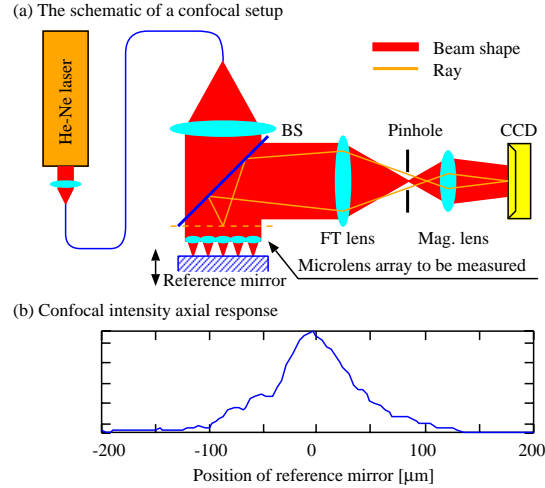 (a) The schematic of a confocal setup
He-Ne laser
Beam shape
Ray
BS
Pinhole
CCD
FT lens
Mag. lens
Microlens array to be measured
Reference mirror
(b) Confocal intensity axial response
-200 -100 0 100 200
Position of reference mirror [μm]